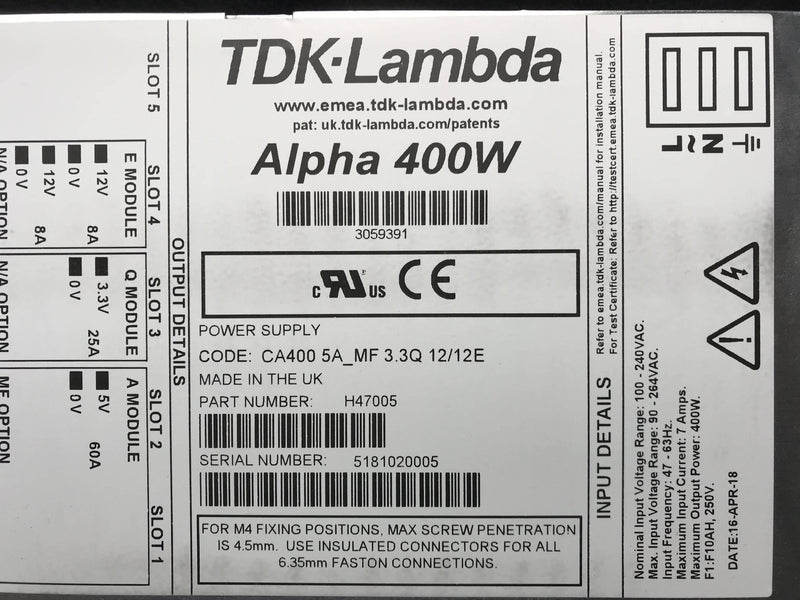 TDK·Lambda
www.emea.tdk-lambda.com
pat: uk.tdk-lambda.com/patents
Alpha 400W
3059391
c RU US CE
POWER SUPPLY
CODE: CA400 5A_MF 3.3Q 12/12E
MADE IN THE UK
PART NUMBER: H47005
SERIAL NUMBER: 5181020005
FOR M4 FIXING POSITIONS, MAX SCREW PENETRATION
IS 4.5mm. USE INSULATED CONNECTORS FOR ALL
6.35mm FASTON CONNECTIONS.
OUTPUT DETAILS
SLOT 5
SLOT 4
E MODULE
12V 8A
0V
12V 8A
0V
N/A OPTION
SLOT 3
Q MODULE
3.3V 25A
0V
N/A OPTION
SLOT 2
A MODULE
5V 60A
0V
MF OPTION
SLOT 1
INPUT DETAILS
Refer to emea.tdk-lambda.com/manual for installation manual.
For Test Certificate: Refer to http://testcert.emea.tdk-lambda.com
L
N
Nominal Input Voltage Range: 100 - 240VAC.
Max. Input Voltage Range: 90 - 264VAC.
Input Frequency: 47 - 63Hz.
Maximum Input Current: 7 Amps.
Maximum Output Power: 400W.
F1:F10AH, 250V.
DATE:16-APR-18